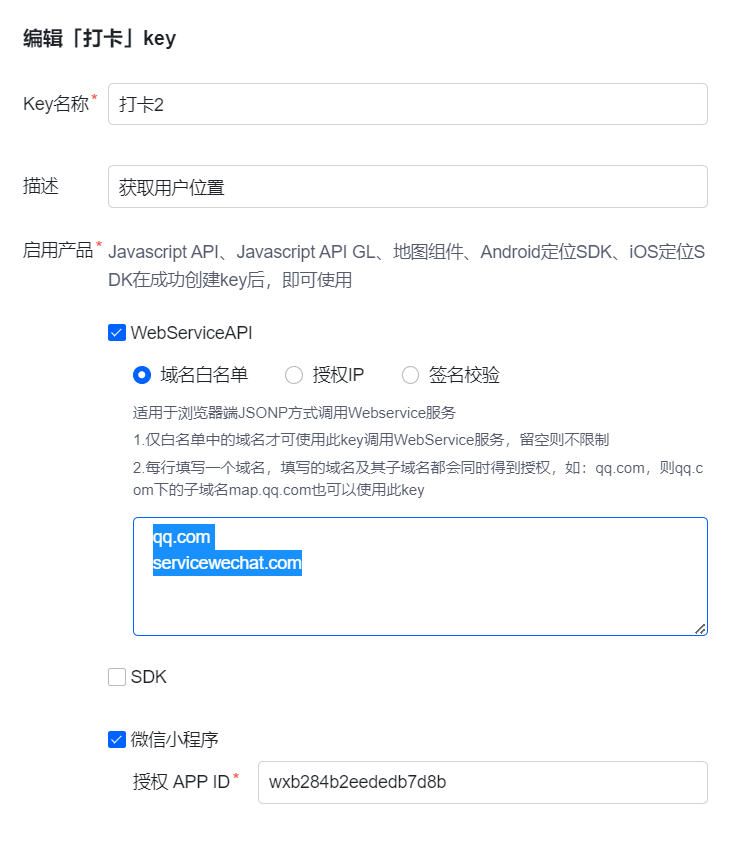 编辑「打卡」key
Key名称*
打卡2
描述
获取用户位置
启用产品*
Javascript API、Javascript API GL、地图组件、Android定位SDK、iOS定位S
DK在成功创建key后，即可使用
WebServiceAPI
域名白名单 授权IP 签名校验
适用于浏览器端JSONP方式调用Webservice服务
1.仅白名单中的域名才可使用此key调用WebService服务，留空则不限制
2.每行填写一个域名，填写的域名及其子域名都会同时得到授权，如：qq.com，则qq.c
om下的子域名map.qq.com也可以使用此key
qq.com
servicewechat.com
SDK
微信小程序
授权 APP ID*
wxb284b2eededb7d8b